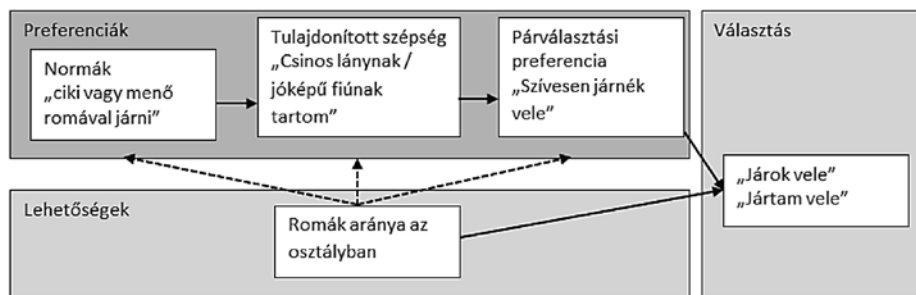 Preferenciák
Normák
„ciki vagy menő
romával járni”
Tulajdonított szépség
„Csinos lánynak /
jóképű fiúnak
tartom”
Párválasztási
preferencia
„Szívesen járnék
vele”
Választás
„Járok vele”
„Jártam vele”
Lehetőségek
Romák aránya az
osztályban